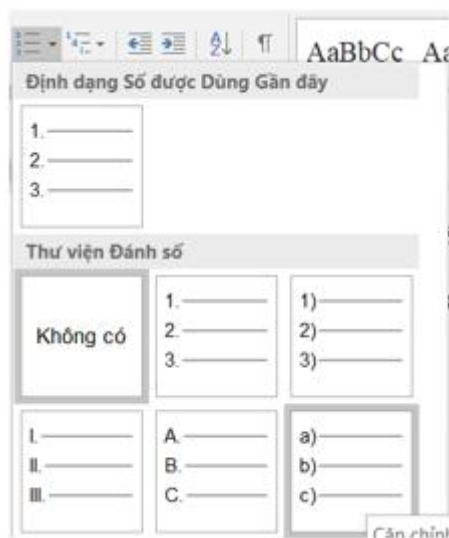 AaBbCc Aa
Định dạng Số được Dùng Gần đây
1.
2.
3.
Thư viện Đánh số
Không có
1.
2.
3.
1)
2)
3)
I.
II.
III.
A.
B.
C.
a)
b)
c)
Căn chỉnh